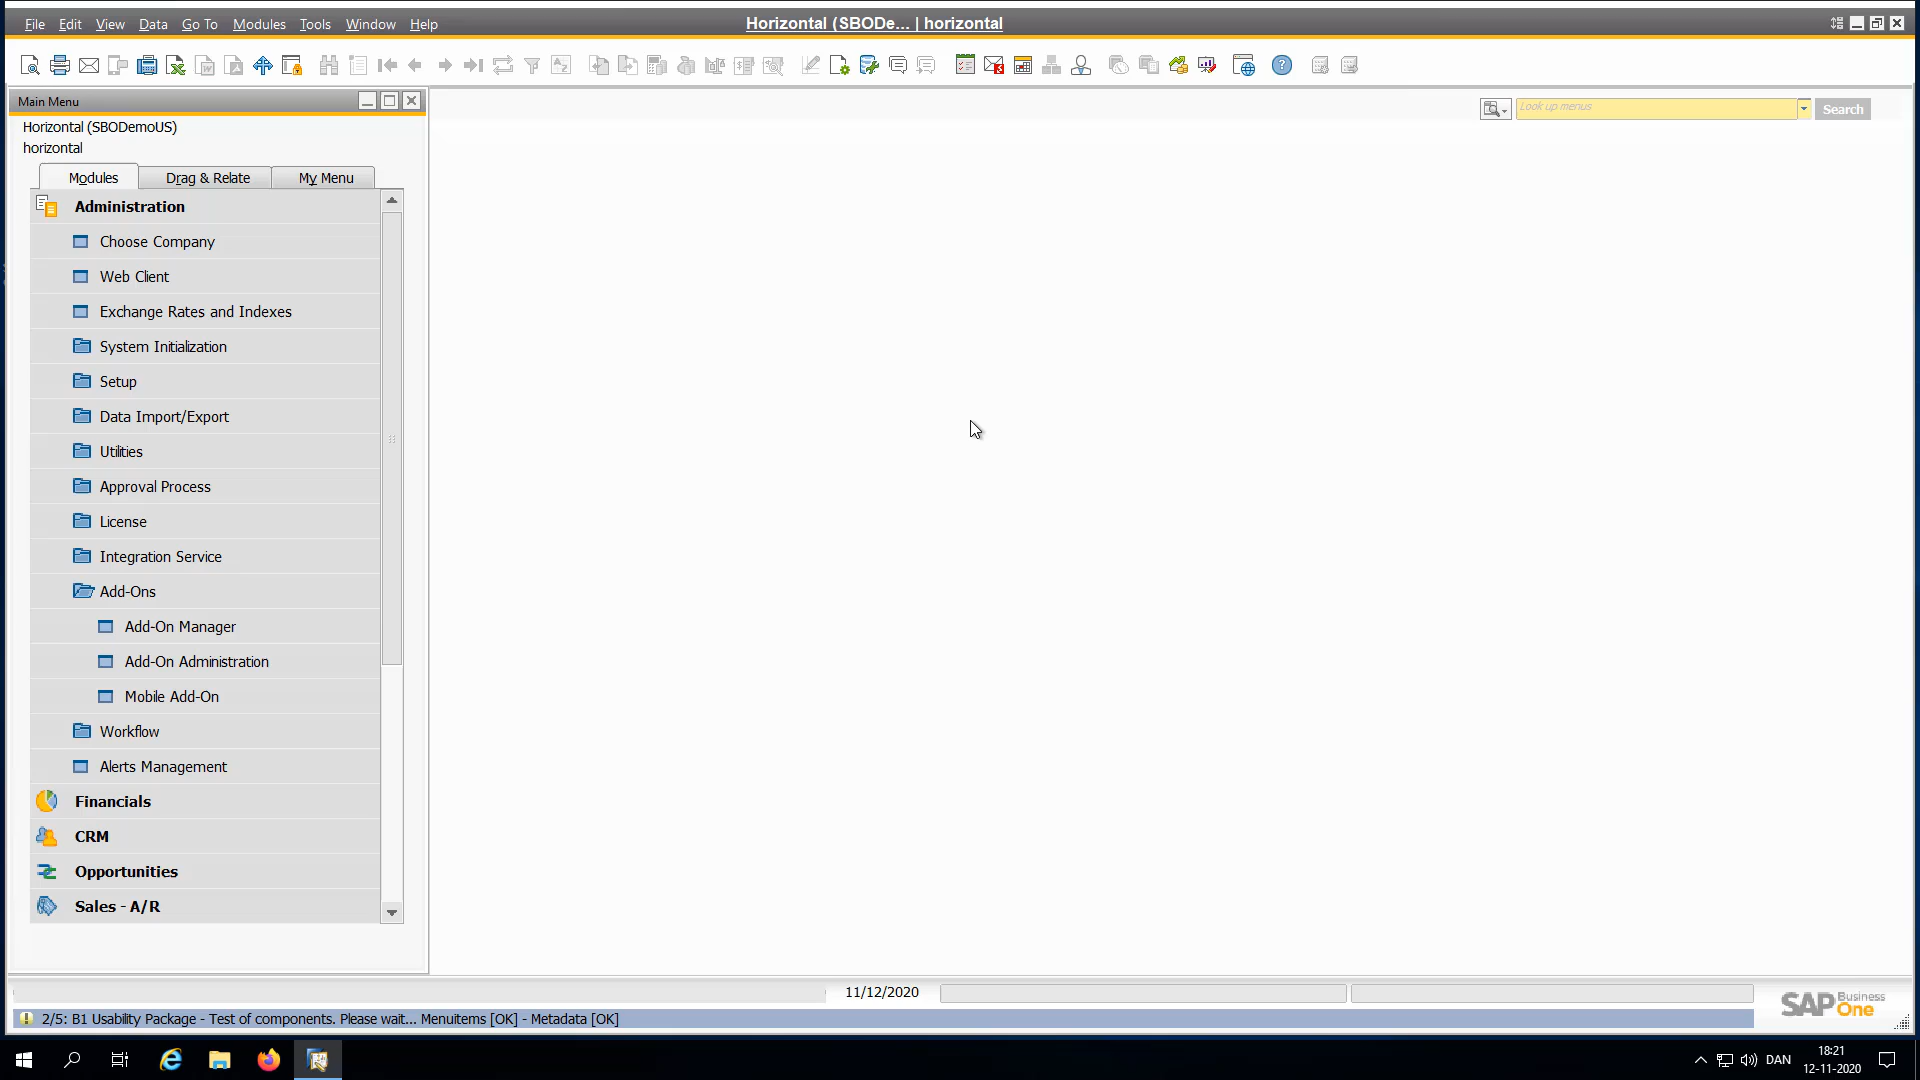 File Edit View Data Go To Modules Tools Window Help
Horizontal (SBODe... | horizontal
Main Menu
Horizontal (SBODemoUS)
horizontal
Modules Drag & Relate My Menu
Look up menus
Search
Administration
Choose Company
Web Client
Exchange Rates and Indexes
System Initialization
Setup
Data Import/Export
Utilities
Approval Process
License
Integration Service
Add-Ons
Add-On Manager
Add-On Administration
Mobile Add-On
Workflow
Alerts Management
Financials
CRM
Opportunities
Sales - A/R
11/12/2020
SAP Business One
2/5: B1 Usability Package - Test of components. Please wait... Menuitems [OK] - Metadata [OK]
DAN
18:21
12-11-2020